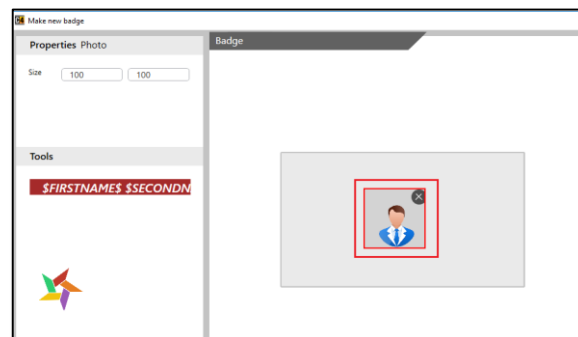 Make new badge
Properties Photo
Size 100 100
Tools
$FIRSTNAME$ $SECONDN
Badge